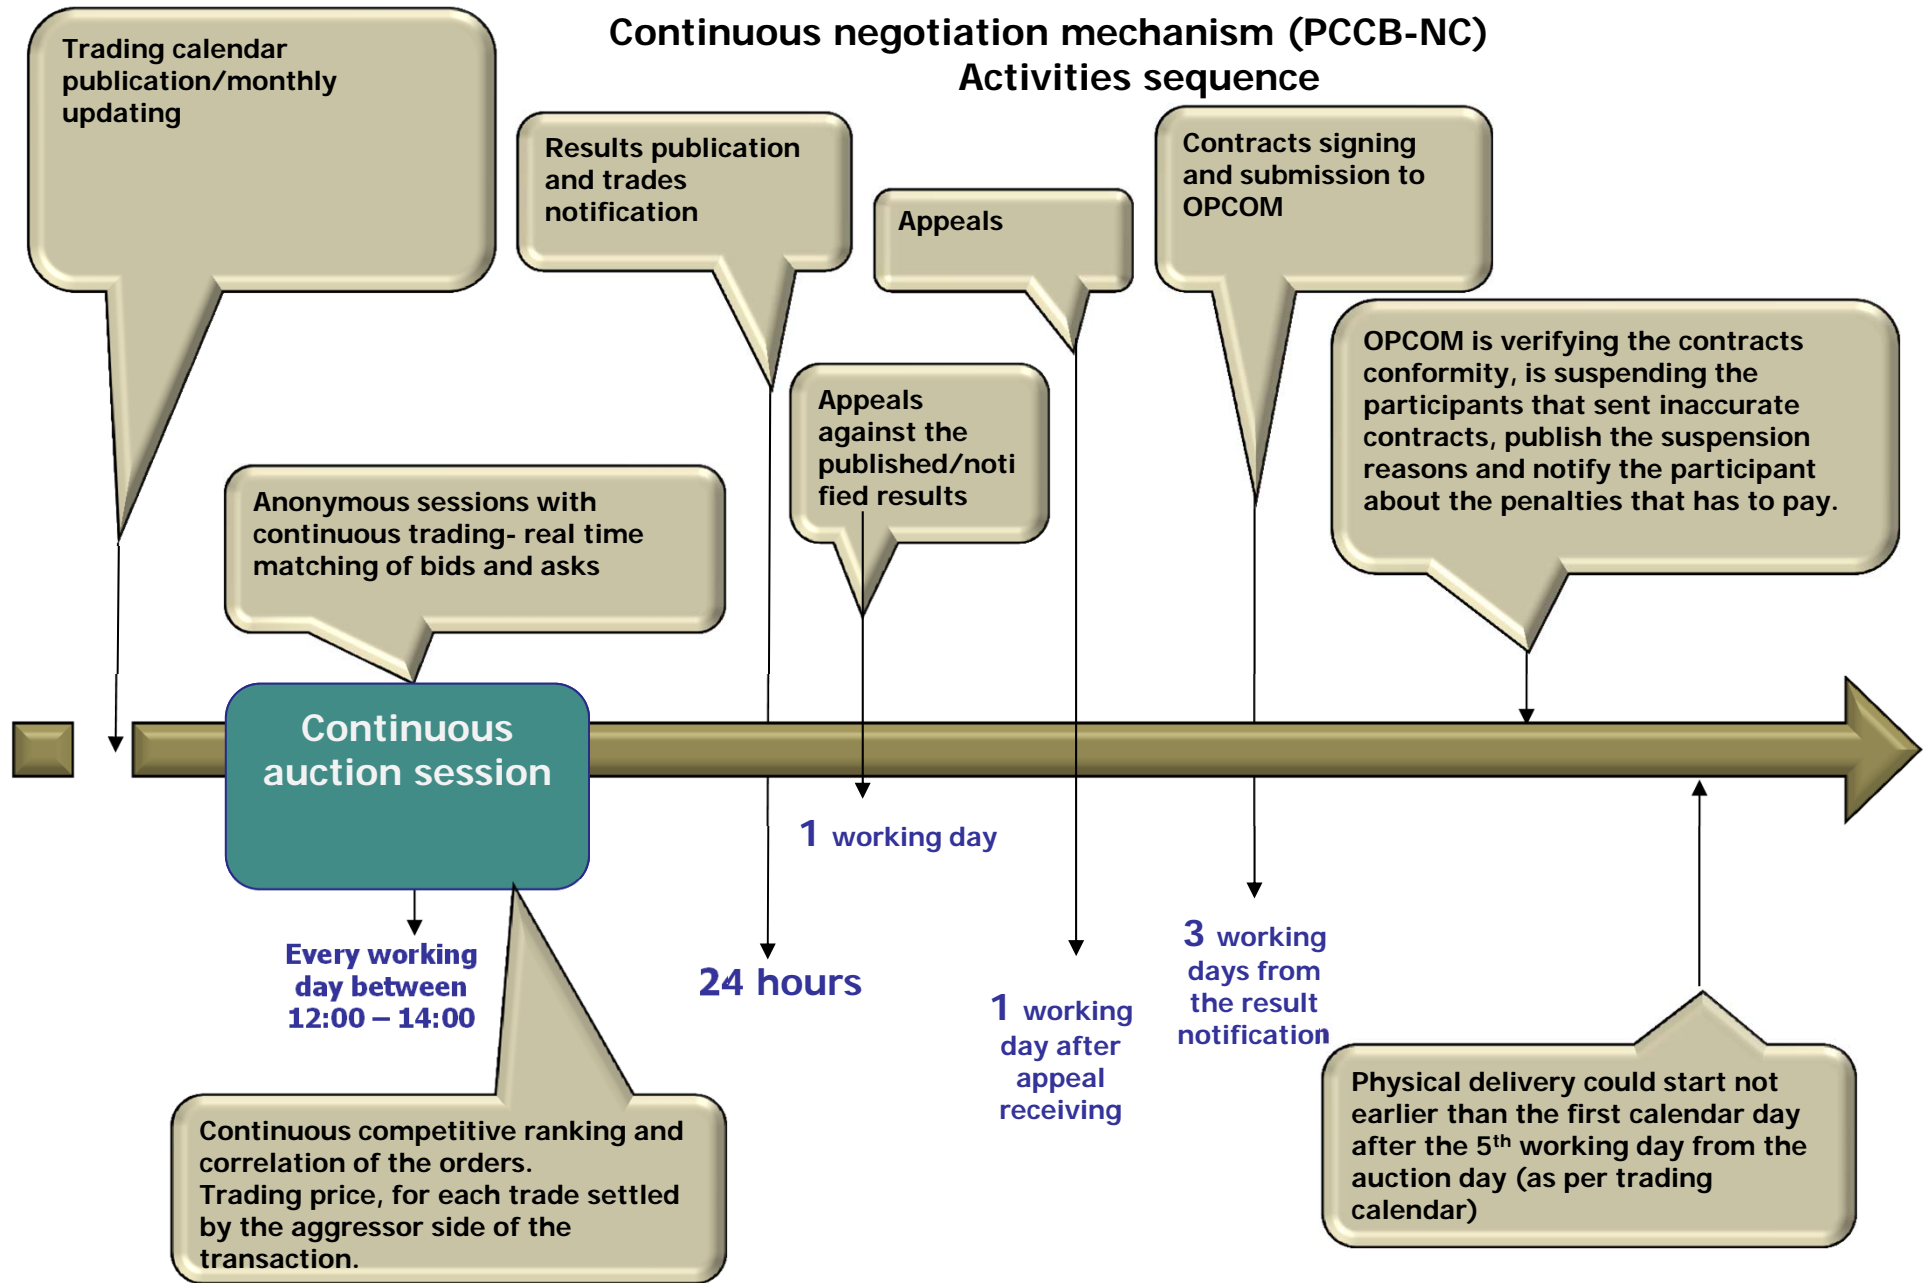 Continuous negotiation mechanism (PCCB-NC)
Activities sequence
Trading calendar
publication/monthly
updating
Results publication
and trades
notification
Appeals
Contracts signing
and submission to
OPCOM
OPCOM is verifying the contracts
conformity, is suspending the
participants that sent inaccurate
contracts, publish the suspension
reasons and notify the participant
about the penalties that has to pay.
Appeals
against the
published/noti
fied results
Anonymous sessions with
continuous trading- real time
matching of bids and asks
Continuous
auction session
1 working day
Every working
day between
12:00 – 14:00
24 hours
1 working
day after
appeal
receiving
3 working
days from
the result
notification
Continuous competitive ranking and
correlation of the orders.
Trading price, for each trade settled
by the aggressor side of the
transaction.
Physical delivery could start not
earlier than the first calendar day
after the 5th working day from the
auction day (as per trading
calendar)